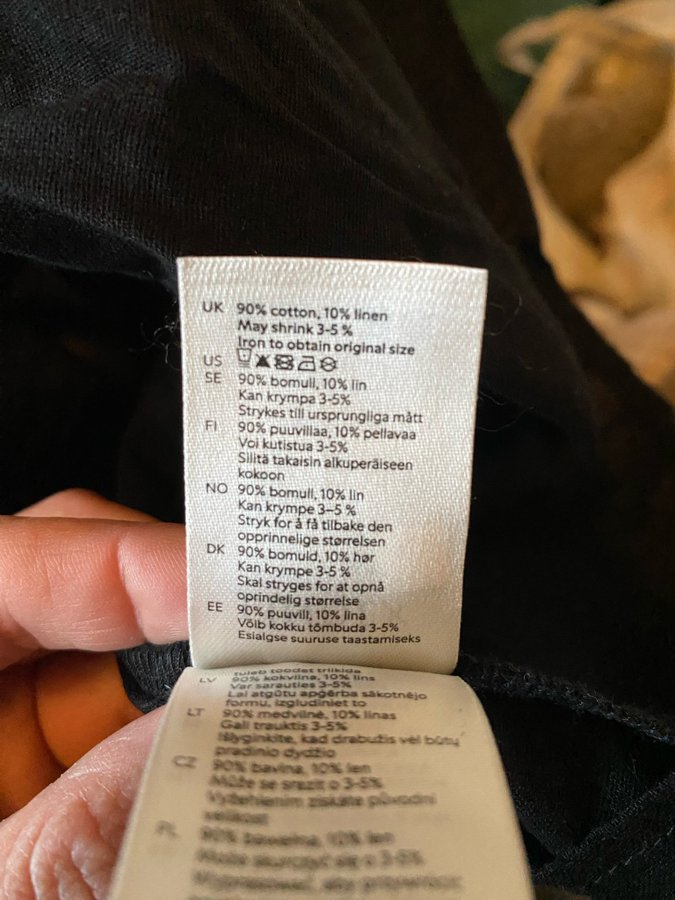 UK 90% cotton, 10% linen
May shrink 3-5 %
Iron to obtain original size
US
SE 90% bomull, 10% lin
Kan krympa 3-5%
Strykes till ursprungliga mått
FI 90% puuvillaa, 10% pellavaa
Voi kutistua 3-5%
Silitä takaisin alkuperäiseen
kokoon
NO 90% bomull, 10% lin
Kan krympe 3–5 %
Stryk for å få tilbake den
opprinnelige størrelsen
DK 90% bomuld, 10% hør
Kan krympe 3-5 %
Skal stryges for at opnå
oprindelig størrelse
EE 90% puuvill, 10% lina
Võib kokku tõmbuda 3-5%
Esialgse suuruse taastamiseks
tuleb toodet triikida
LV 90% kokvilna, 10% lins
Var sarauties 3-5%
Lai atgūtu apģērba sākotnējo
formu, izgludiniet to
LT 90% medvilnė, 10% linas
Gali trauktis 3-5%
Išlyginkite, kad drabužis vėl būtų
pradinio dydžio
CZ 90% bavlna, 10% len
Může se srazit o 3-5%
Vyžehlením získáte původní
velikost
PL 90% bawełna, 10% len
Może skurczyć się o 3-5%
Wyprasować, aby przywrócić